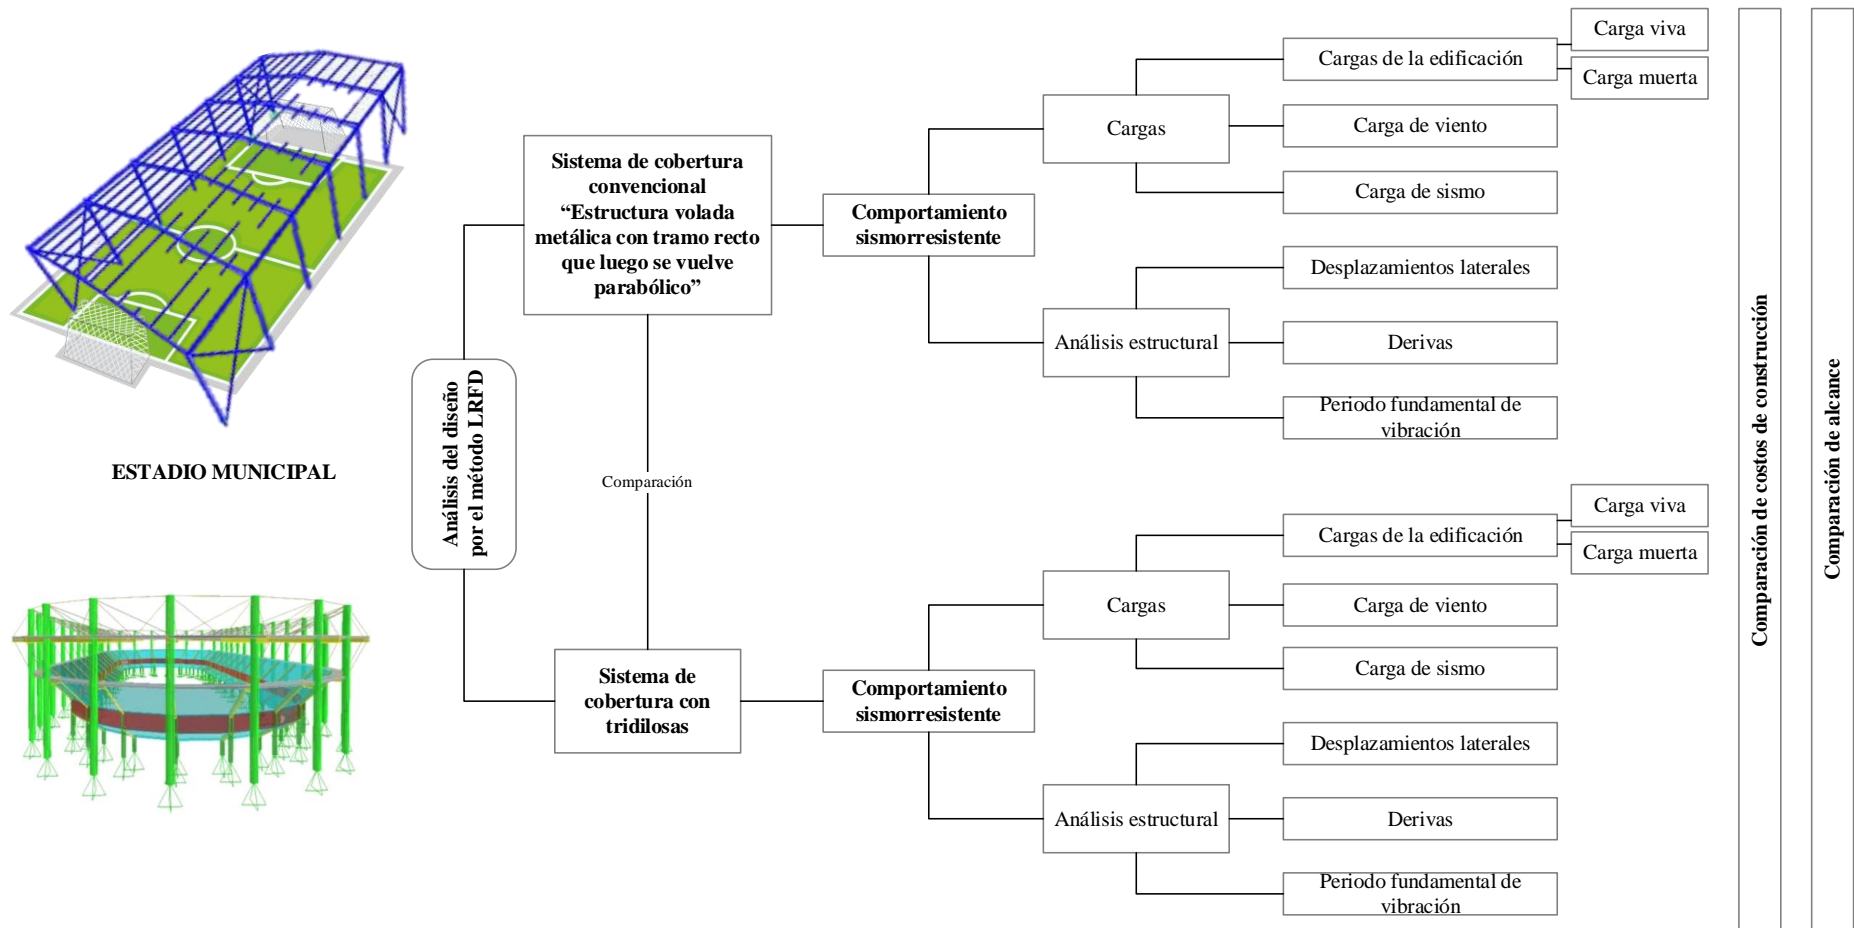 ESTADIO MUNICIPAL
Análisis del diseño
por el método LRFD
Sistema de cobertura
convencional
“Estructura volada
metálica con tramo recto
que luego se vuelve
parabólico”
Comparación
Sistema de
cobertura con
tridilosas
Comportamiento
sismorresistente
Cargas
Cargas de la edificación
Carga viva
Carga muerta
Carga de viento
Carga de sismo
Análisis estructural
Desplazamientos laterales
Derivas
Periodo fundamental de
vibración
Comportamiento
sismorresistente
Cargas
Cargas de la edificación
Carga viva
Carga muerta
Carga de viento
Carga de sismo
Análisis estructural
Desplazamientos laterales
Derivas
Periodo fundamental de
vibración
Comparación de costos de construcción
Comparación de alcance